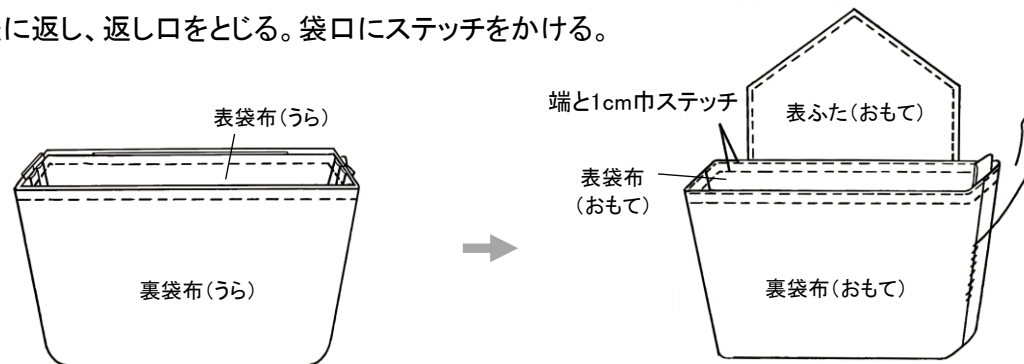 に返し、返し口をとじる。袋口にステッチをかける。
表袋布(うら)
裏袋布(うら)
端と1cm巾ステッチ
表ふた(おもて)
表袋布
(おもて)
裏袋布(おもて)